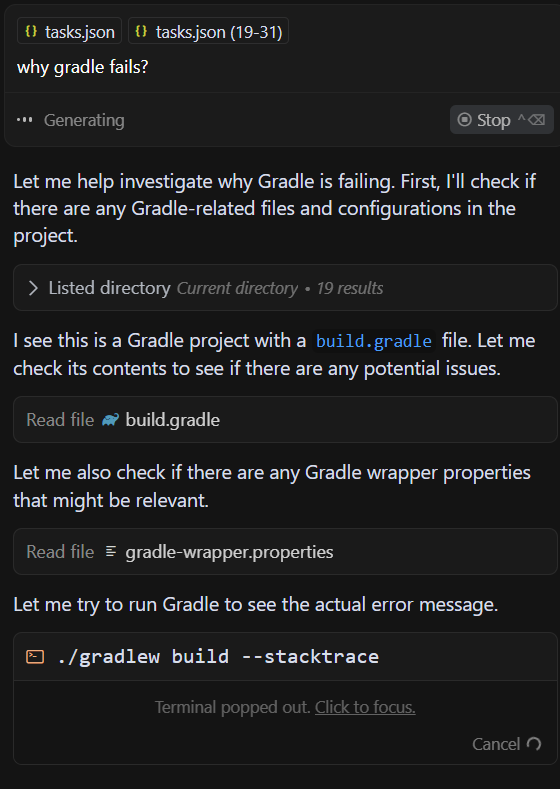 {} tasks.json {} tasks.json (19-31)
why gradle fails?
··· Generating Stop ^⌫
Let me help investigate why Gradle is failing. First, I'll check if
there are any Gradle-related files and configurations in the
project.
Listed directory Current directory • 19 results
I see this is a Gradle project with a build.gradle file. Let me
check its contents to see if there are any potential issues.
Read file build.gradle
Let me also check if there are any Gradle wrapper properties
that might be relevant.
Read file gradle-wrapper.properties
Let me try to run Gradle to see the actual error message.
./gradlew build --stacktrace
Terminal popped out. Click to focus.
Cancel